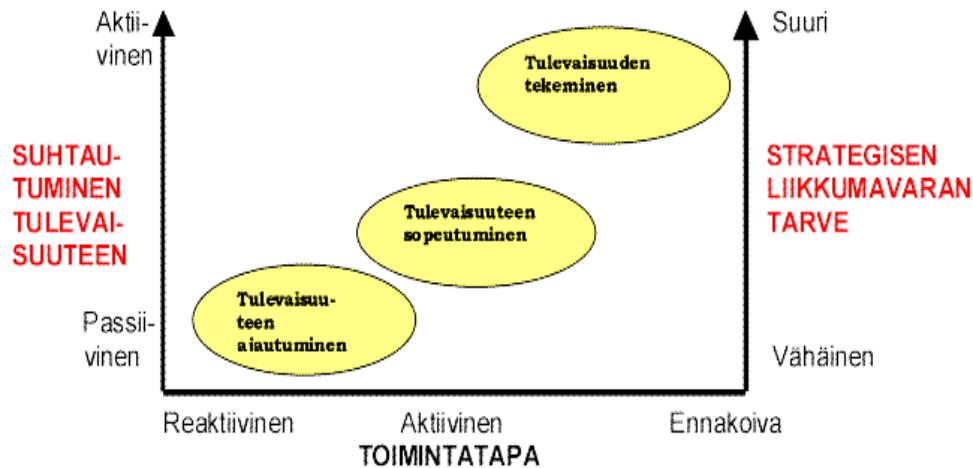 Aktii-
vinen
Suuri
Tulevaisuuden
tekeminen
SUHTAU-
TUMINEN
TULEVAI-
SUUTEEN
STRATEGISEN
LIIKKUMAVARAN
TARVE
Tulevaisuuteen
sopeutuminen
Tulevaisuu-
teen
ajautuminen
Passii-
vinen
Vähäinen
Reaktiivinen
Aktiivinen
Ennakoiva
TOIMINTATAPA